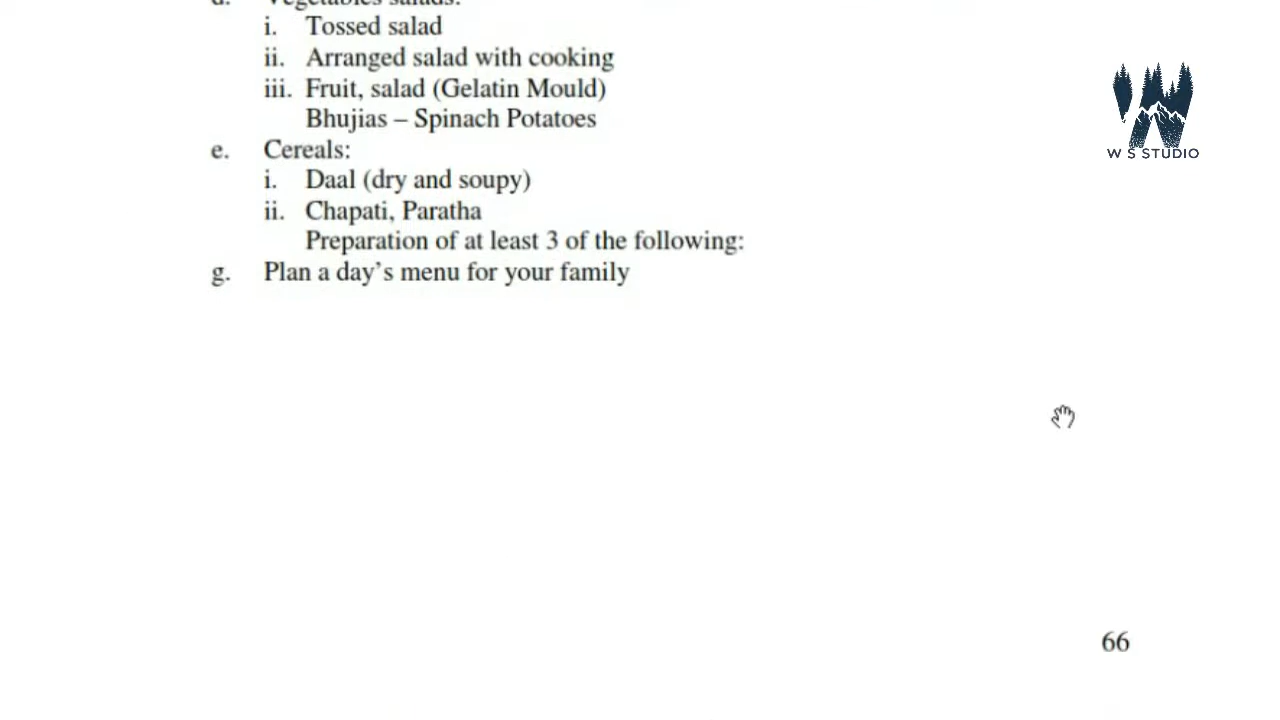 d. Vegetables salads:
i. Tossed salad
ii. Arranged salad with cooking
iii. Fruit, salad (Gelatin Mould)
Bhujias – Spinach Potatoes
e. Cereals:
i. Daal (dry and soupy)
ii. Chapati, Paratha
Preparation of at least 3 of the following:
g. Plan a day's menu for your family
W S STUDIO
66